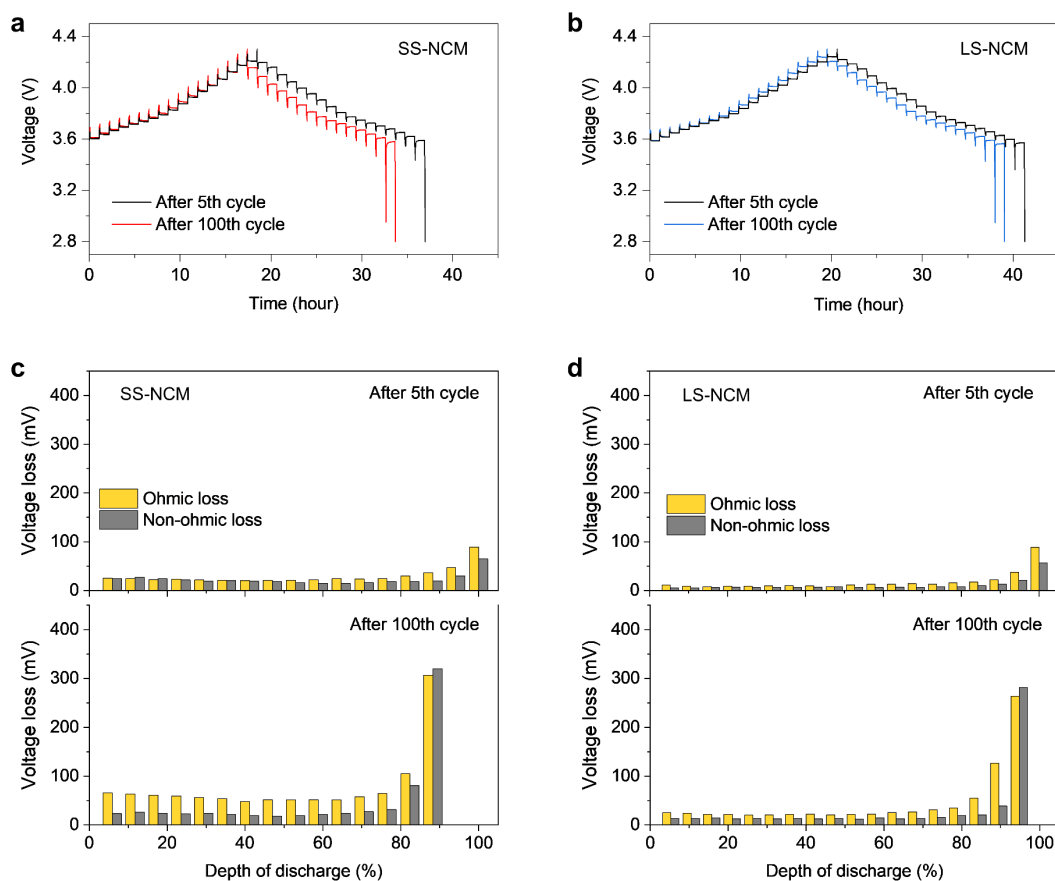 a
SS-NCM
4.4
4.0
3.6
3.2
2.8
Voltage (V)
After 5th cycle
After 100th cycle
0 10 20 30 40
Time (hour)
b
LS-NCM
4.4
4.0
3.6
3.2
2.8
Voltage (V)
After 5th cycle
After 100th cycle
0 10 20 30 40
Time (hour)
c
SS-NCM
After 5th cycle
400
300
200
100
0
Voltage loss (mV)
Ohmic loss
Non-ohmic loss
After 100th cycle
400
300
200
100
0
Voltage loss (mV)
0 20 40 60 80 100
Depth of discharge (%)
d
LS-NCM
After 5th cycle
400
300
200
100
0
Voltage loss (mV)
Ohmic loss
Non-ohmic loss
After 100th cycle
400
300
200
100
0
Voltage loss (mV)
0 20 40 60 80 100
Depth of discharge (%)